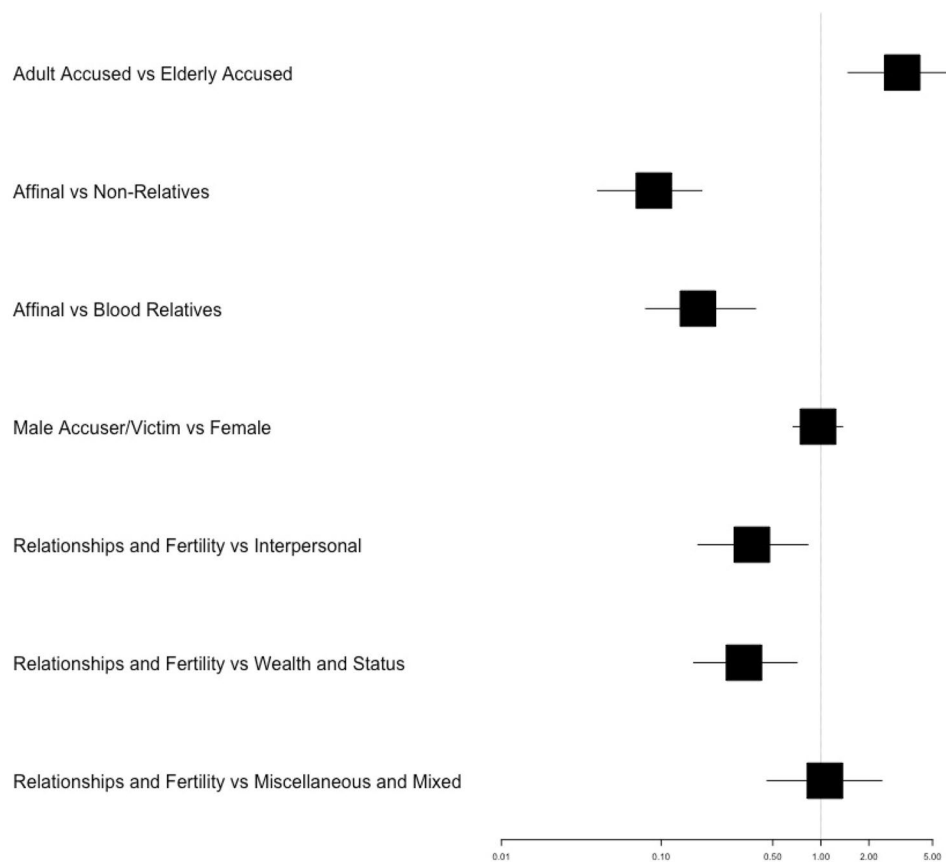 Adult Accused vs Elderly Accused
Affinal vs Non-Relatives
Affinal vs Blood Relatives
Male Accuser/Victim vs Female
Relationships and Fertility vs Interpersonal
Relationships and Fertility vs Wealth and Status
Relationships and Fertility vs Miscellaneous and Mixed
0.01 0.10 0.50 1.00 2.00 5.00